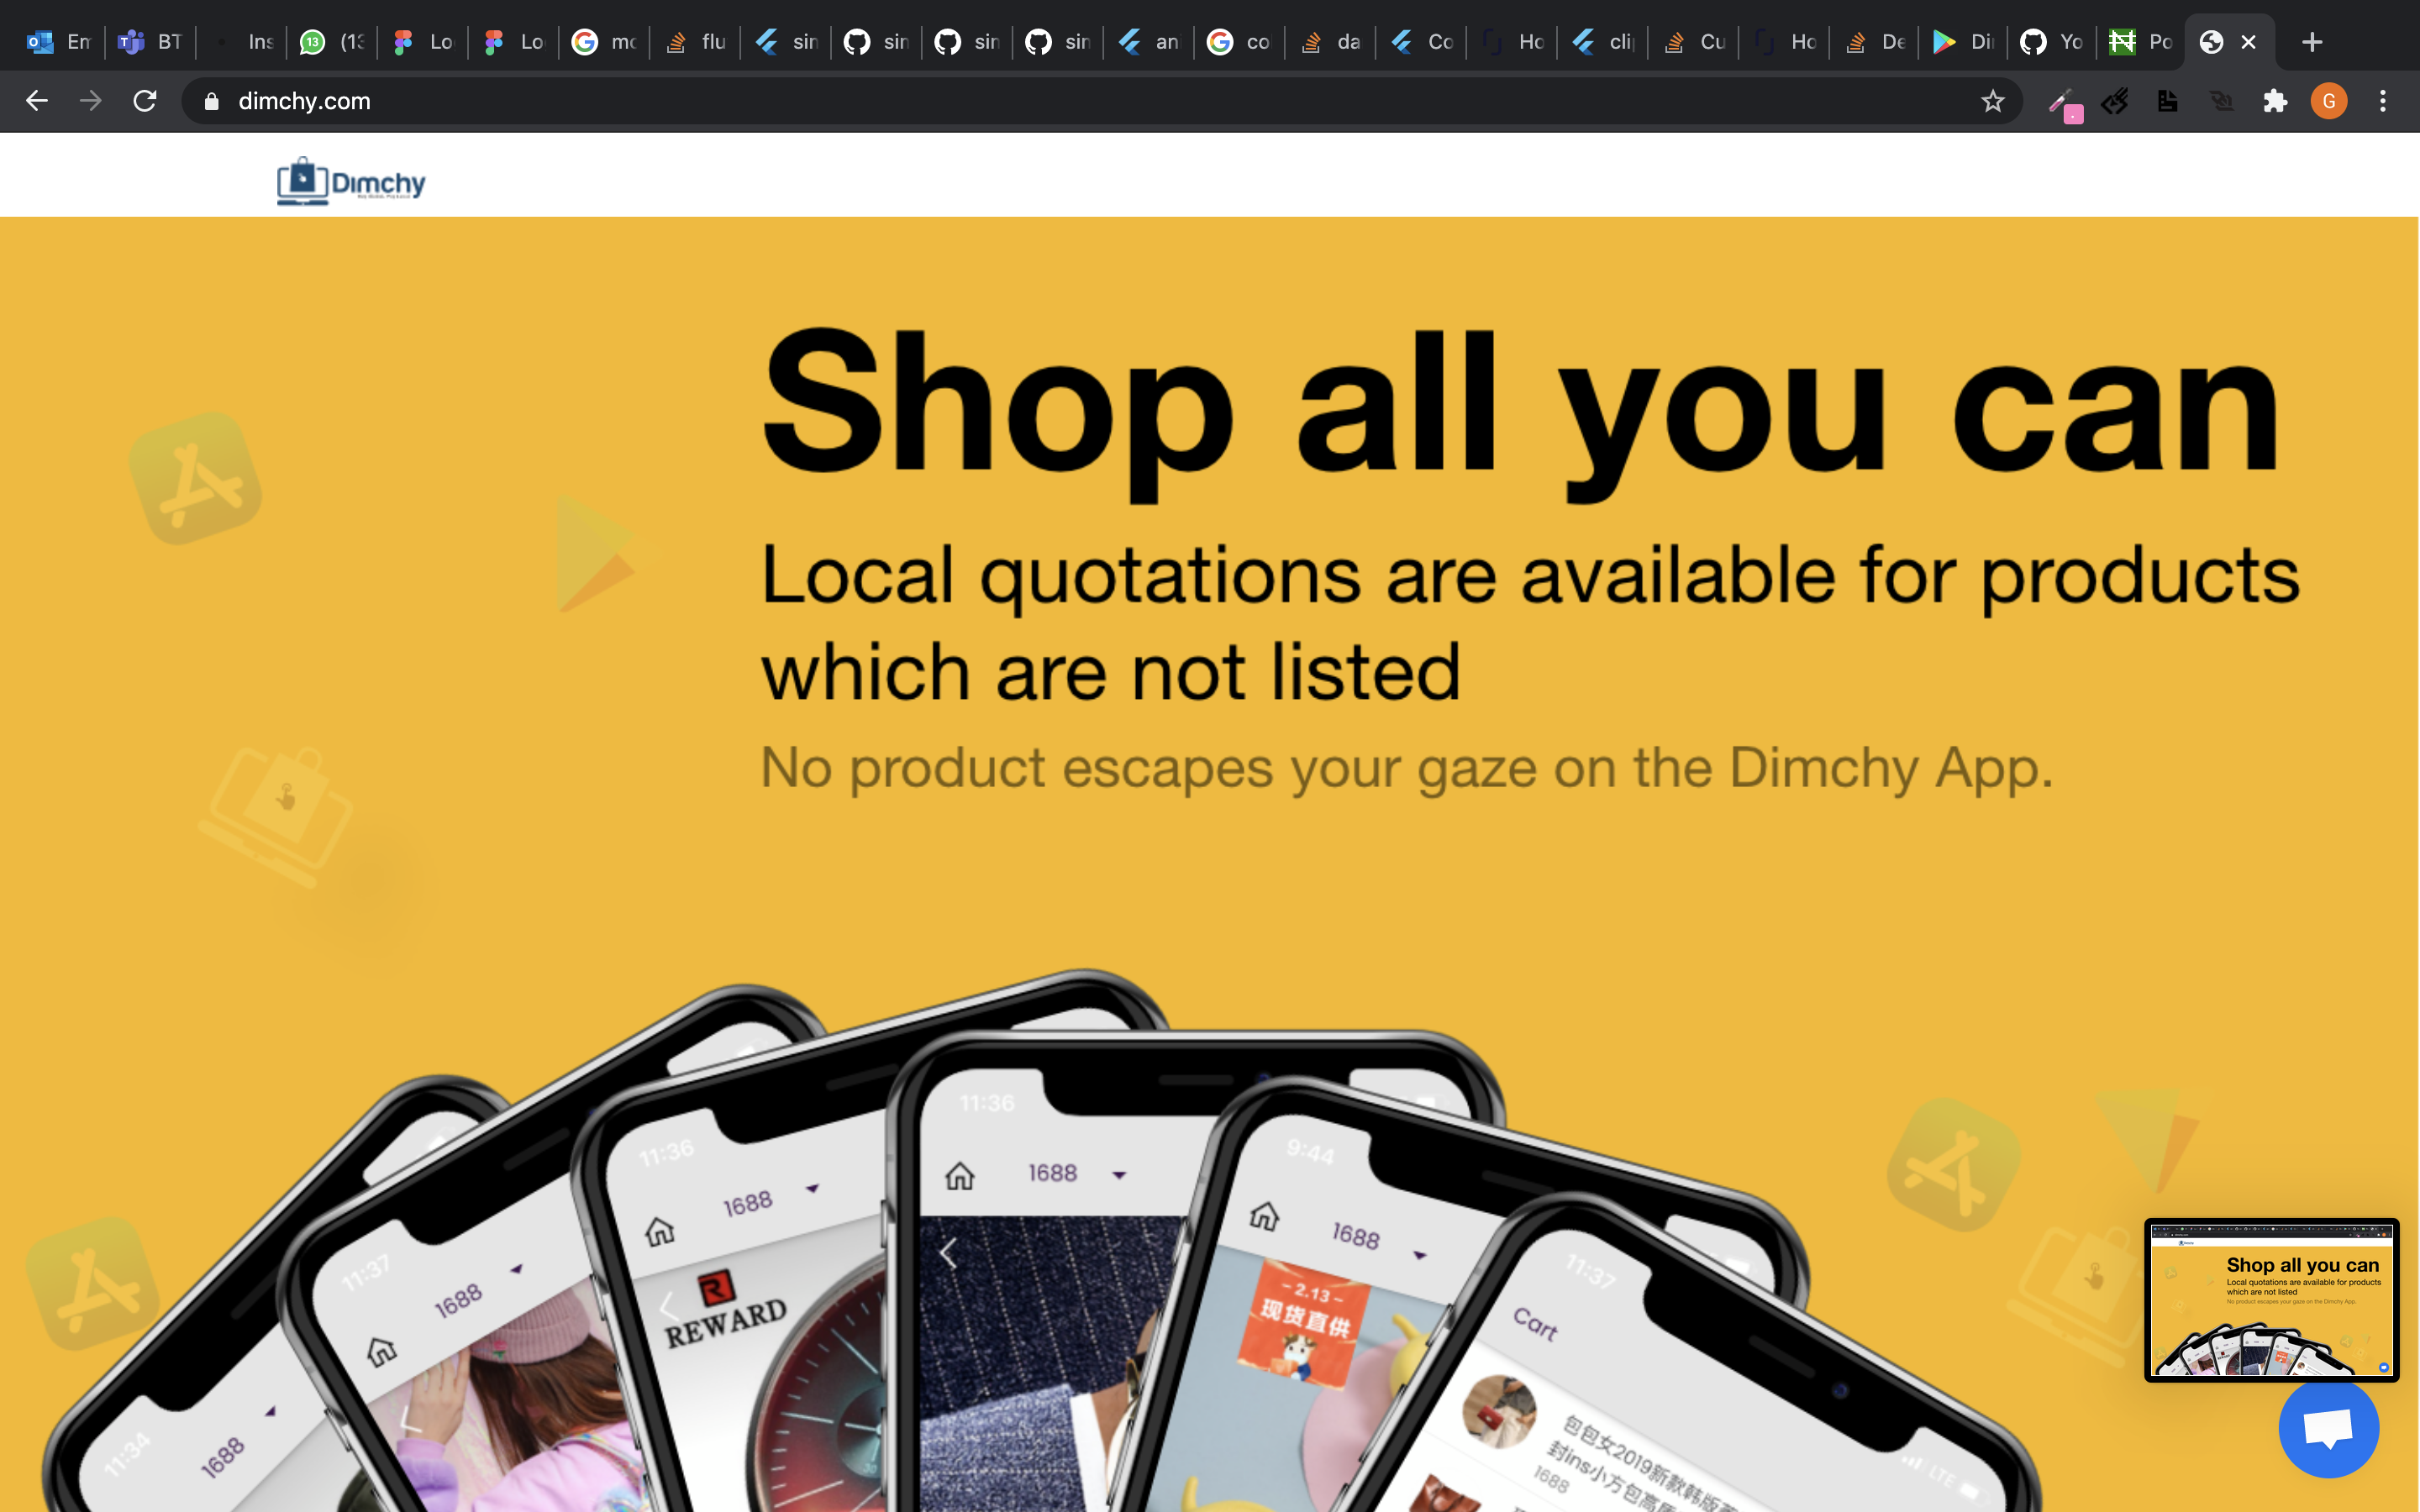 Em
BT
Ins
13
(13
Lo
Lo
mo
flu
sin
sin
sin
sin
an
co
da
Co
Ho
cli
Cu
Ho
De
Di
Yo
Po
dimchy.com
G
Dimchy
Shop all you can
Local quotations are available for products
which are not listed
No product escapes your gaze on the Dimchy App.
11:34
1688
11:37
1688
11:36
1688
REWARD
30
11:36
1688
9:44
1688
- 2.13 -
现货直供
11:37
LTE
Cart
包包女2019新款韩版
封ins小方包高
1688
Shop all you can
Local quotations are available for products
which are not listed
No product escapes your gaze on the Dimchy App.